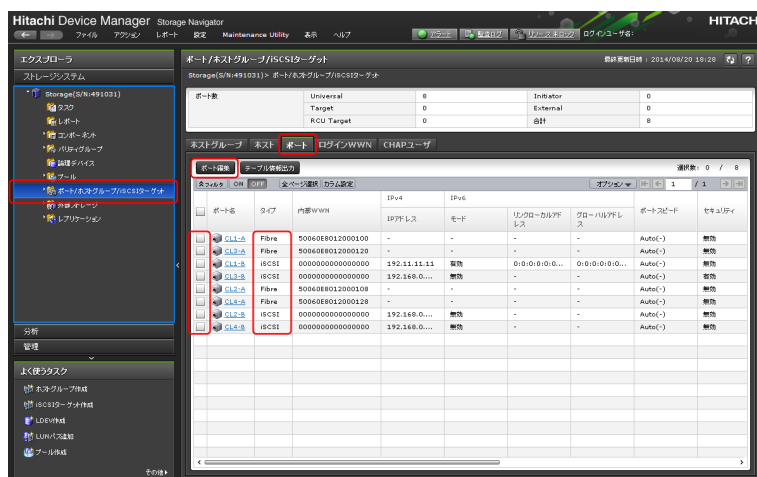 Hitachi Device Manager Storage Navigator
HITACH
ファイル アクション レポート 設定 Maintenance Utility 表示 ヘルプ
アラート 監査ログ リソースロック ログインユーザ名:
エクスプローラ
ストレージシステム
Storage(S/N:491031)
タスク
レポート
コンポーネント
パリティグループ
論理デバイス
プール
ポート/ホストグループ/iSCSIターゲット
外部ストレージ
レプリケーション
分析
管理
よく使うタスク
ホストグループ作成
iSCSIターゲット作成
LDEV作成
LUNパス追加
プール作成
その他
ポート/ホストグループ/iSCSIターゲット
最終更新日時 : 2014/08/20 18:28
Storage(S/N:491031)> ポート/ホストグループ/iSCSIターゲット
ポート数 Universal 8 Initiator 0
Target 0 External 0
RCU Target 0 合計 8
ホストグループ ホスト ポート ログインWWN CHAPユーザ
ポート編集 テーブル情報出力 選択数: 0 / 8
フィルタ ON OFF 全ページ選択 カラム設定 オプション 1 / 1
ポート名 タイプ 内部WWN IPv4 IPv6 ポートスピード セキュリティ
IPアドレス モード リンクローカルアドレス グローバルアドレス
CL1-A Fibre 50060E8012000100 - - - - Auto(-) 無効
CL3-A Fibre 50060E8012000120 - - - - Auto(-) 無効
CL1-B iSCSI 0000000000000000 192.11.11.11 有効 0:0:0:0:0:0... 0:0:0:0:0:0... Auto(-) 無効
CL3-B iSCSI 0000000000000000 192.168.0.... 無効 - - Auto(-) 有効
CL2-A Fibre 50060E8012000108 - - - - Auto(-) 無効
CL4-A Fibre 50060E8012000128 - - - - Auto(-) 無効
CL2-B iSCSI 0000000000000000 192.168.0.... 無効 - - Auto(-) 無効
CL4-B iSCSI 0000000000000000 192.168.0.... 無効 - - Auto(-) 無効